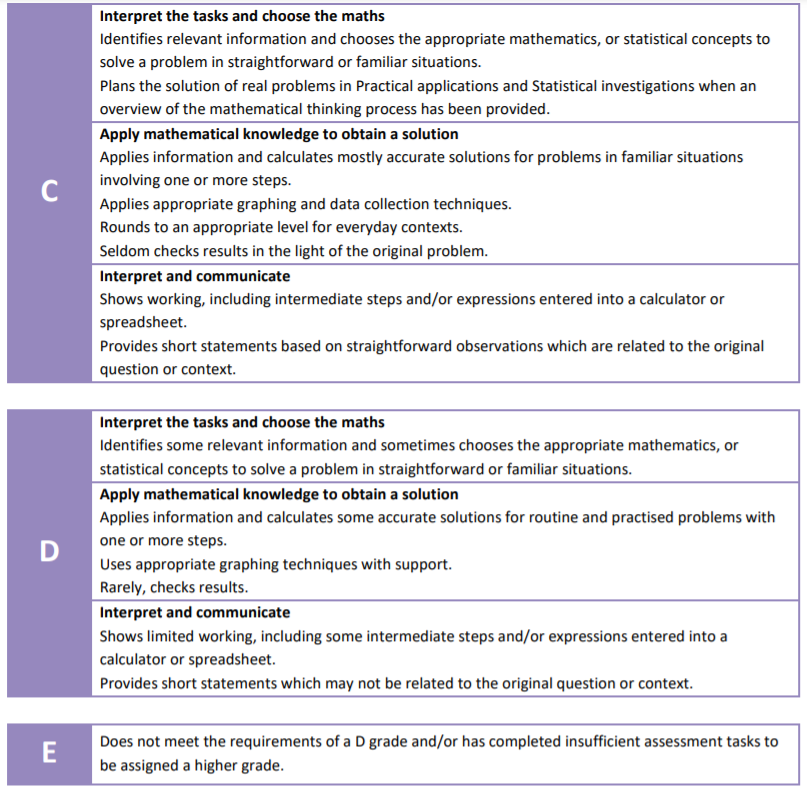 C
Interpret the tasks and choose the maths
Identifies relevant information and chooses the appropriate mathematics, or statistical concepts to
solve a problem in straightforward or familiar situations.
Plans the solution of real problems in Practical applications and Statistical investigations when an
overview of the mathematical thinking process has been provided.
Apply mathematical knowledge to obtain a solution
Applies information and calculates mostly accurate solutions for problems in familiar situations
involving one or more steps.
Applies appropriate graphing and data collection techniques.
Rounds to an appropriate level for everyday contexts.
Seldom checks results in the light of the original problem.
Interpret and communicate
Shows working, including intermediate steps and/or expressions entered into a calculator or
spreadsheet.
Provides short statements based on straightforward observations which are related to the original
question or context.
D
Interpret the tasks and choose the maths
Identifies some relevant information and sometimes chooses the appropriate mathematics, or
statistical concepts to solve a problem in straightforward or familiar situations.
Apply mathematical knowledge to obtain a solution
Applies information and calculates some accurate solutions for routine and practised problems with
one or more steps.
Uses appropriate graphing techniques with support.
Rarely, checks results.
Interpret and communicate
Shows limited working, including some intermediate steps and/or expressions entered into a
calculator or spreadsheet.
Provides short statements which may not be related to the original question or context.
E
Does not meet the requirements of a D grade and/or has completed insufficient assessment tasks to
be assigned a higher grade.